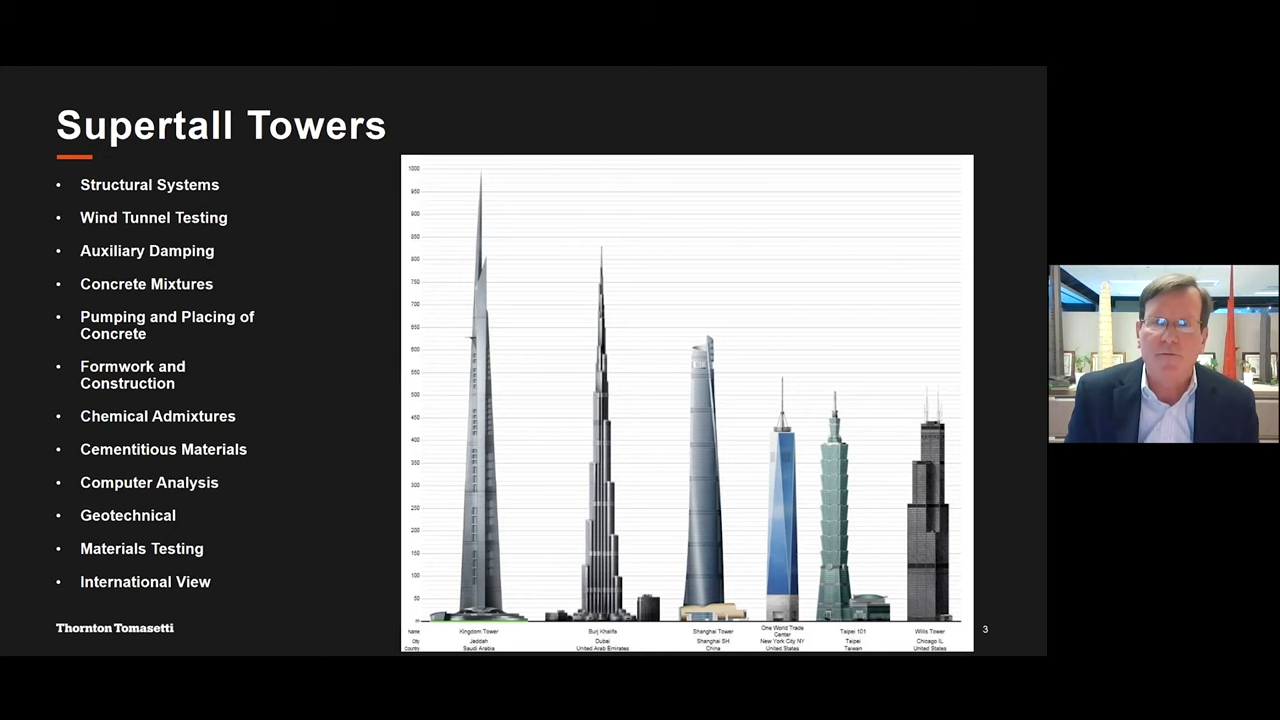 Supertall Towers
• Structural Systems
• Wind Tunnel Testing
• Auxiliary Damping
• Concrete Mixtures
• Pumping and Placing of
Concrete
• Formwork and
Construction
• Chemical Admixtures
• Cementitious Materials
• Computer Analysis
• Geotechnical
• Materials Testing
• International View
Thornton Tomasetti
1000
950
900
850
800
750
700
650
600
550
500
450
400
350
300
250
200
150
100
50
m
Name
City
Country
Kingdom Tower
Jeddah
Saudi Arabia
Burj Khalifa
Dubai
United Arab Emirates
Shanghai Tower
Shanghai SH
China
One World Trade
Center
New York City NY
United States
Taipei 101
Taipei
Taiwan
Willis Tower
Chicago IL
United States
3